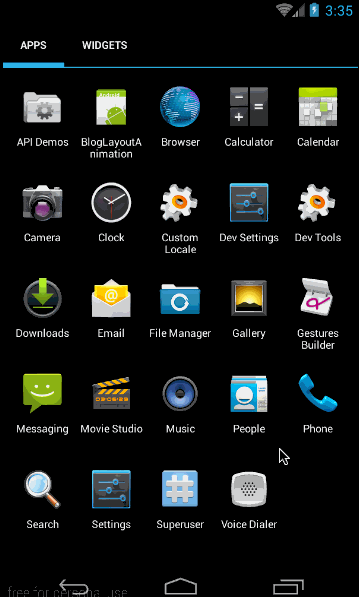 3:35
APPS WIDGETS
API Demos BlogLayoutA Browser Calculator Calendar
nimation
Camera Clock Custom Dev Settings Dev Tools
Locale
Downloads Email File Manager Gallery Gestures
Builder
Messaging Movie Studio Music People Phone
Search Settings Superuser Voice Dialer
free for personal use